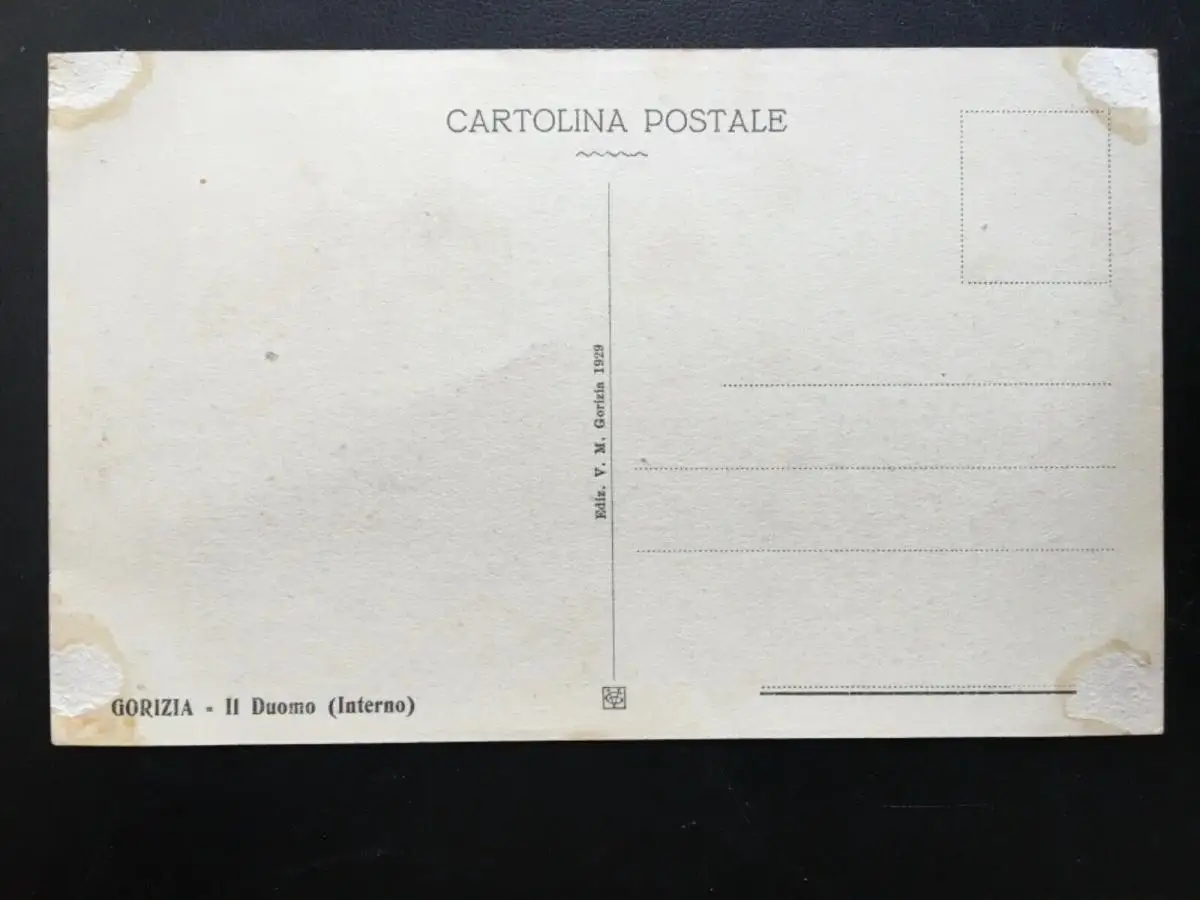 CARTOLINA POSTALE
Ediz. V. M. Gorizia 1929
GORIZIA - Il Duomo (Interno)